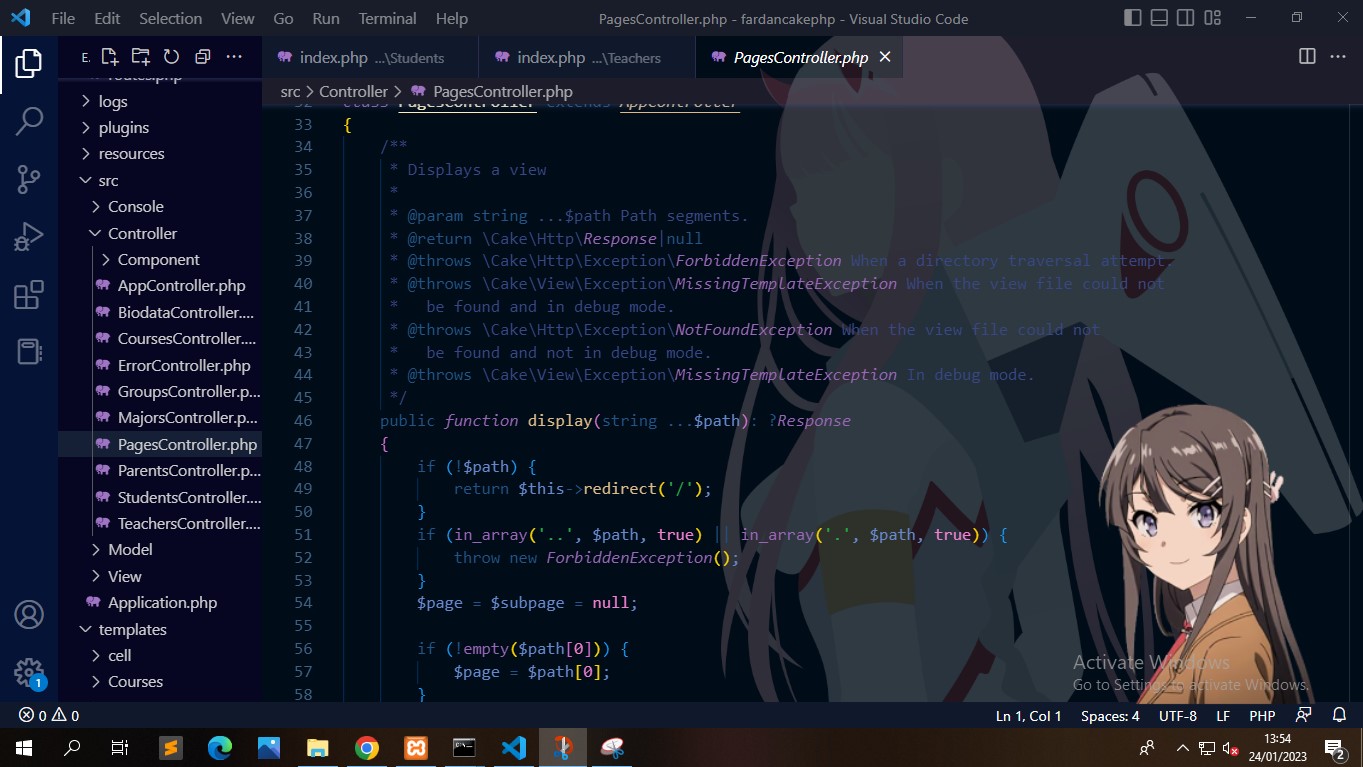 File Edit Selection View Go Run Terminal Help PagesController.php - fardancakephp - Visual Studio Code
E. index.php ...\Students index.php ...\Teachers PagesController.php
src > Controller > PagesController.php
routes.php
logs
plugins
resources
src
Console
Controller
Component
AppController.php
BiodataController....
CoursesController....
ErrorController.php
GroupsController.p...
MajorsController.p...
PagesController.php
ParentsController.p...
StudentsController....
TeachersController....
Model
View
Application.php
templates
cell
Courses
32 class PagesController extends AppController
33 {
34 /**
35 * Displays a view
36 *
37 * @param string ...$path Path segments.
38 * @return \Cake\Http\Response|null
39 * @throws \Cake\Http\Exception\ForbiddenException When a directory traversal attempt.
40 * @throws \Cake\View\Exception\MissingTemplateException When the view file could not
41 *   be found and in debug mode.
42 * @throws \Cake\Http\Exception\NotFoundException When the view file could not
43 *   be found and not in debug mode.
44 * @throws \Cake\View\Exception\MissingTemplateException In debug mode.
45 */
46 public function display(string ...$path): ?Response
47 {
48 if (!$path) {
49 return $this->redirect('/');
50 }
51 if (in_array('..', $path, true) || in_array('.', $path, true)) {
52 throw new ForbiddenException();
53 }
54 $page = $subpage = null;
55
56 if (!empty($path[0])) {
57 $page = $path[0];
58 }
Activate Windows
Go to Settings to activate Windows.
1
0 0 Ln 1, Col 1 Spaces: 4 UTF-8 LF PHP
13:54
24/01/2023
2